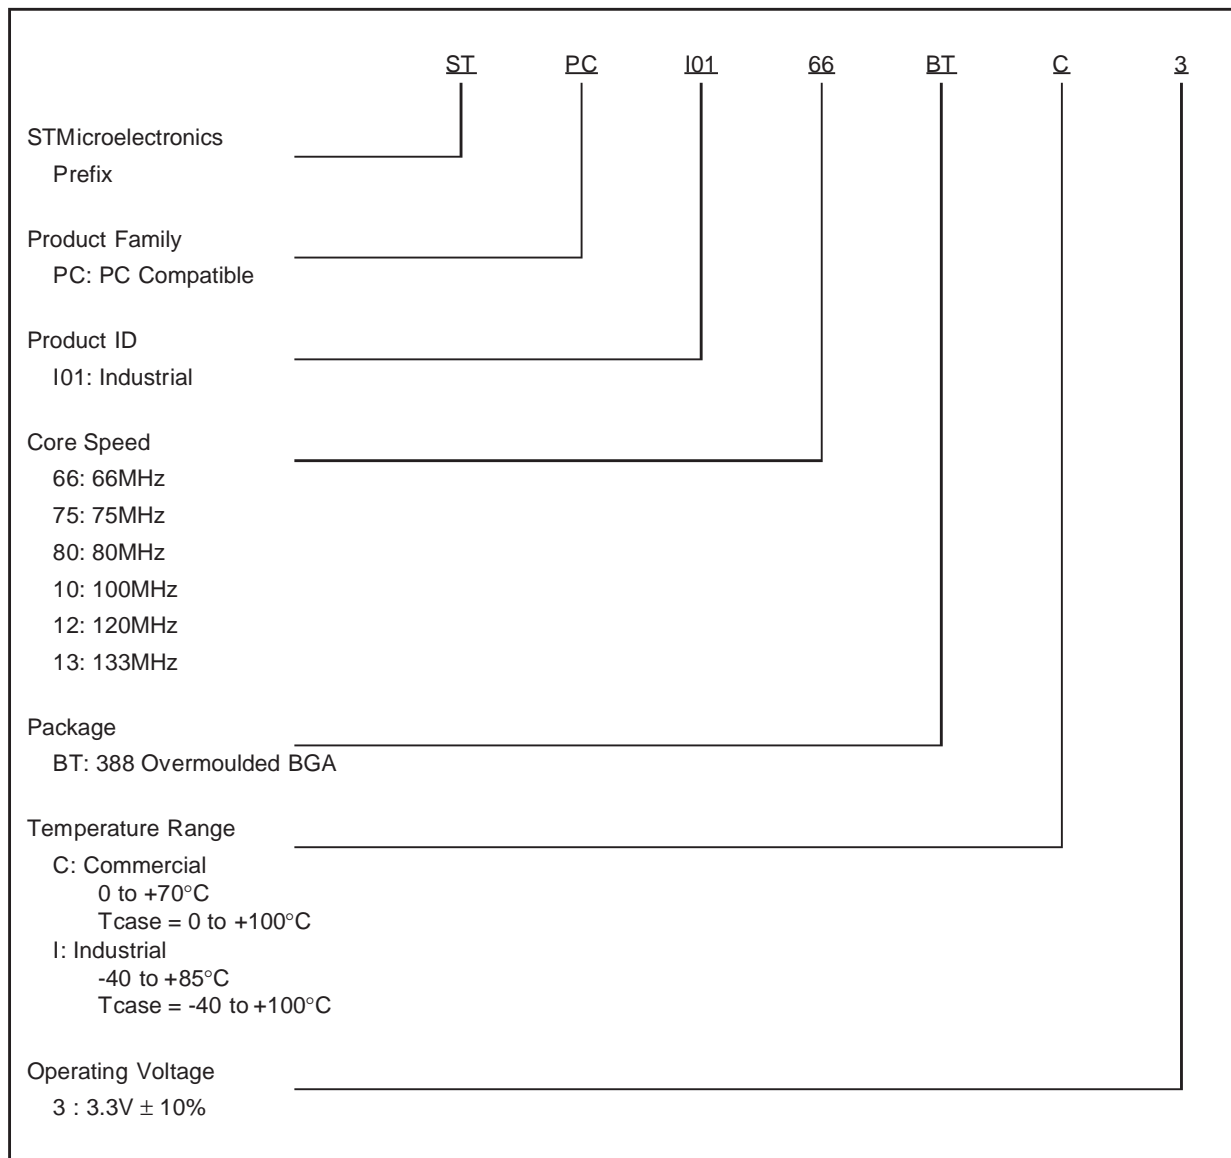 ST PC I01 66 BT C 3
STMicroelectronics
Prefix
Product Family
PC: PC Compatible
Product ID
I01: Industrial
Core Speed
66: 66MHz
75: 75MHz
80: 80MHz
10: 100MHz
12: 120MHz
13: 133MHz
Package
BT: 388 Overmoulded BGA
Temperature Range
C: Commercial
0 to +70°C
Tcase = 0 to +100°C
I: Industrial
-40 to +85°C
Tcase = -40 to +100°C
Operating Voltage
3 : 3.3V ± 10%